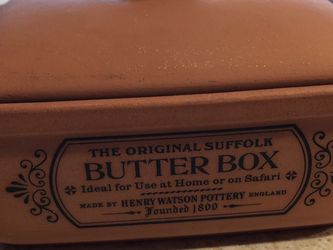 THE ORIGINAL SUFFOLK
BUTTER BOX
Ideal for Use at Home or on Safari
MADE BY HENRY WATSON POTTERY ENGLAND
Founded 1800